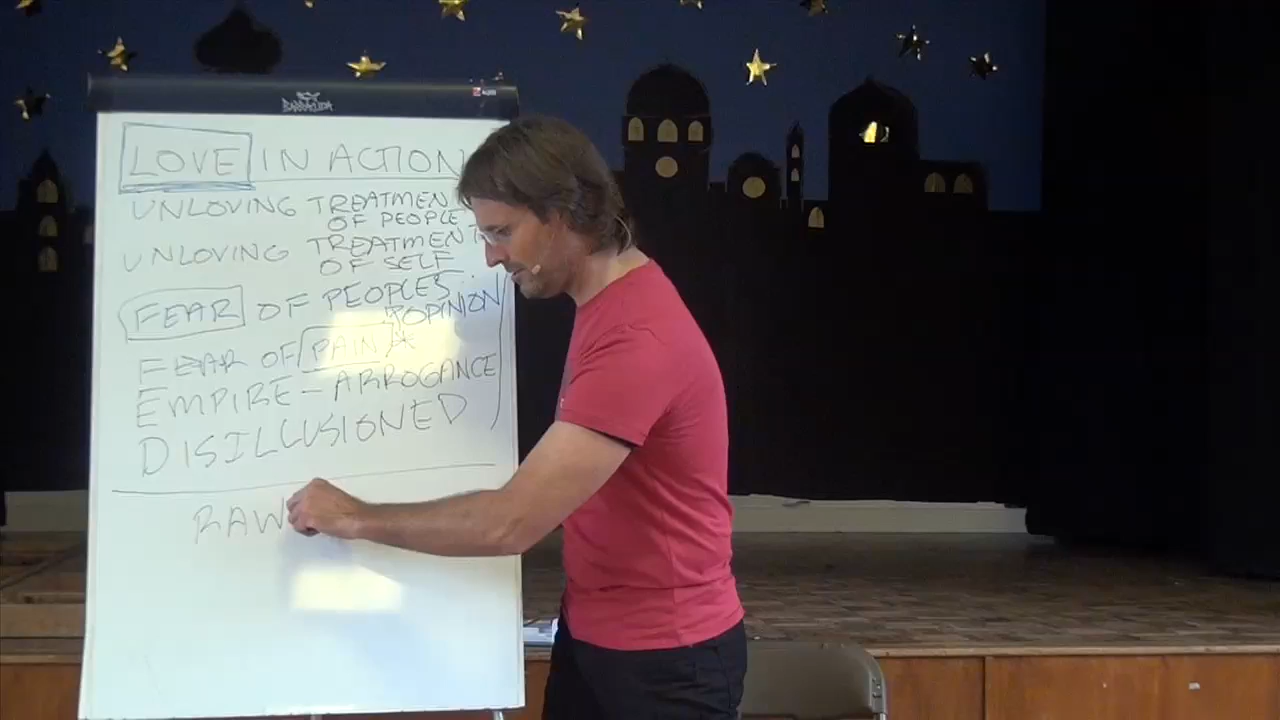 BARRACUDA
LOVE IN ACTION
UNLOVING TREATMENT
OF PEOPLE
UNLOVING TREATMENT
OF SELF
FEAR OF PEOPLES
OPINION
FEAR OF PAIN *
EMPIRE - ARROGANCE
DISILLUSIONED
RAW